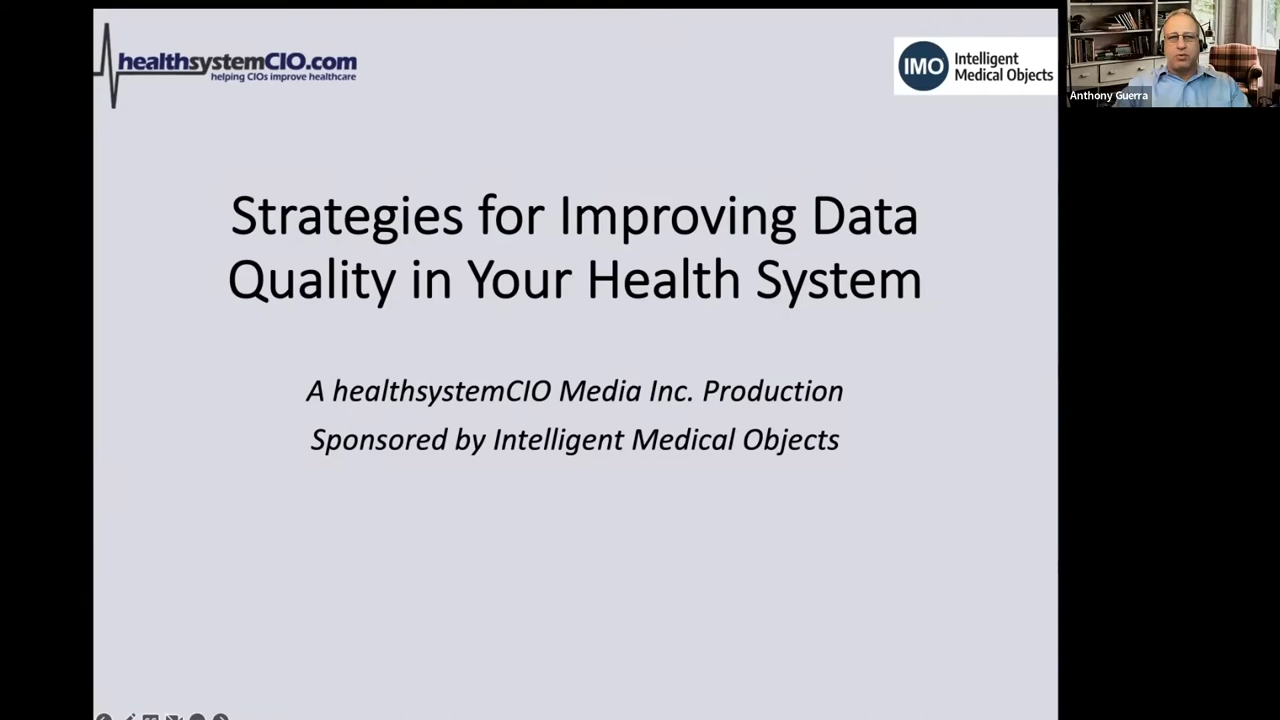 healthsystemCIO.com
helping CIOs improve healthcare
IMO
Intelligent
Medical Objects
Anthony Guerra
Strategies for Improving Data
Quality in Your Health System
A healthsystemCIO Media Inc. Production
Sponsored by Intelligent Medical Objects